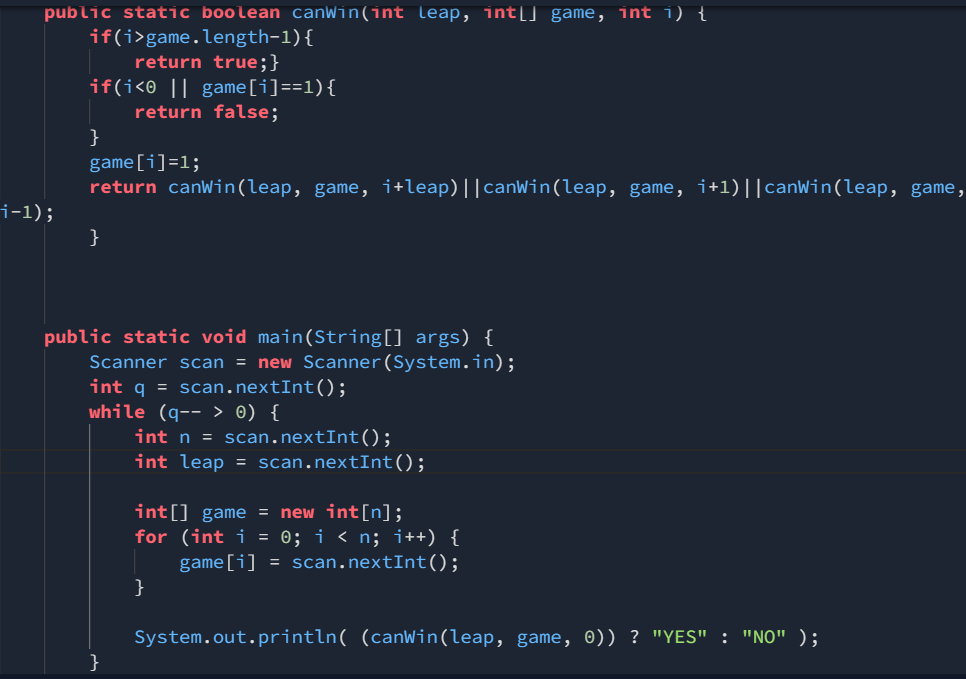 public static boolean canWin(int leap, int[] game, int i) {
if(i>game.length-1){
return true;}
if(i<0 || game[i]==1){
return false;
}
game[i]=1;
return canWin(leap, game, i+leap)||canWin(leap, game, i+1)||canWin(leap, game,
i-1);
}
public static void main(String[] args) {
Scanner scan = new Scanner(System.in);
int q = scan.nextInt();
while (q-- > 0) {
int n = scan.nextInt();
int leap = scan.nextInt();
int[] game = new int[n];
for (int i = 0; i < n; i++) {
game[i] = scan.nextInt();
}
System.out.println( (canWin(leap, game, 0)) ? "YES" : "NO" );
}